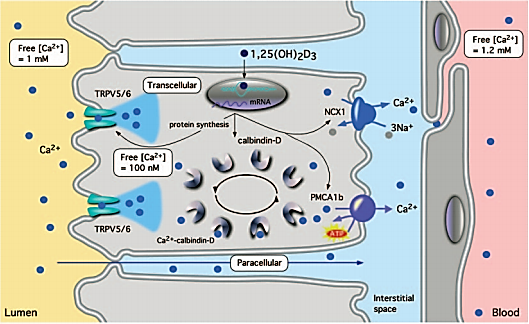 Free [Ca²⁺]
= 1 mM
1,25(OH)₂D3
Free [Ca²⁺]
= 1.2 mM
TRPV5/6
Transcellular
mRNA
NCX1
Ca²⁺
3Na⁺
protein synthesis
calbindin-D
Ca²⁺
Free [Ca²⁺]
= 100 nM
PMCA1b
Ca²⁺
TRPV5/6
Ca²⁺-calbindin-D
ATP
Paracellular
Lumen
Interstitial
space
Blood